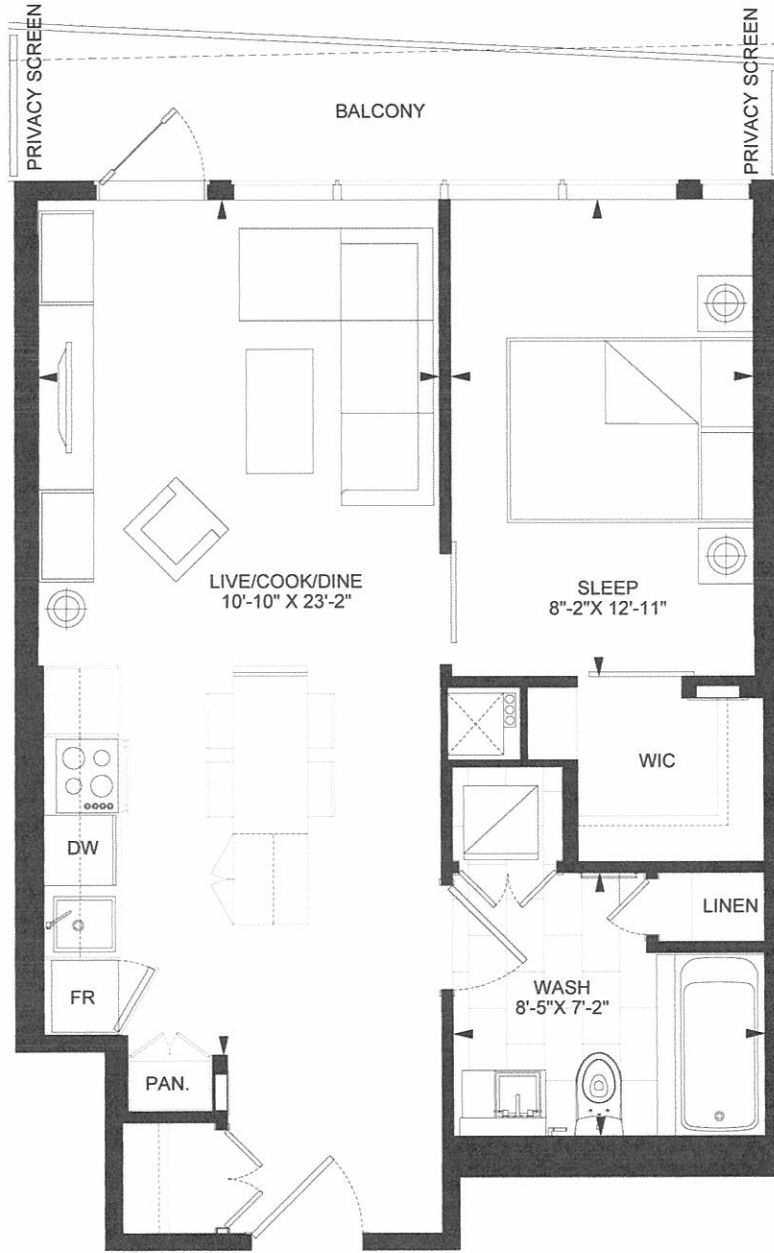 PRIVACY SCREEN
PRIVACY SCREEN
BALCONY
LIVE/COOK/DINE
10'-10" X 23'-2"
SLEEP
8"-2"X 12'-11"
WIC
DW
LINEN
FR
WASH
8'-5"X 7'-2"
PAN.